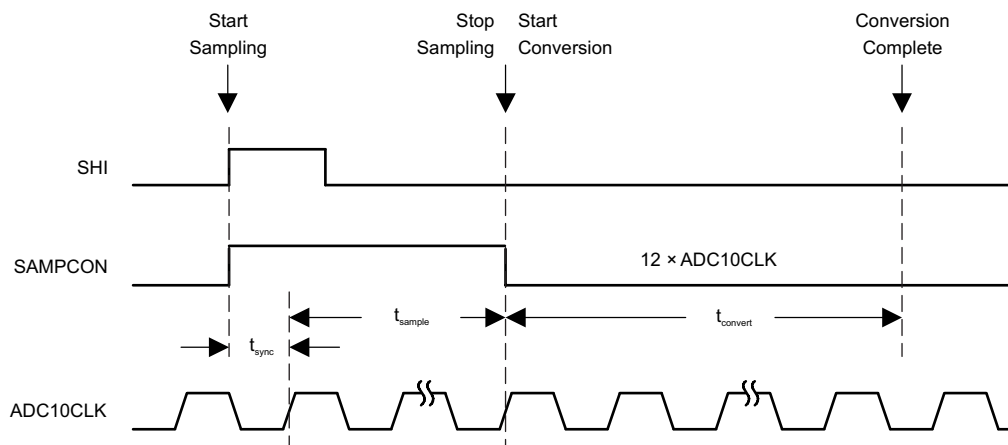 Start
Sampling
Stop
Sampling
Start
Conversion
Conversion
Complete
SHI
SAMPCON
12 × ADC10CLK
tsample
tconvert
tsync
ADC10CLK